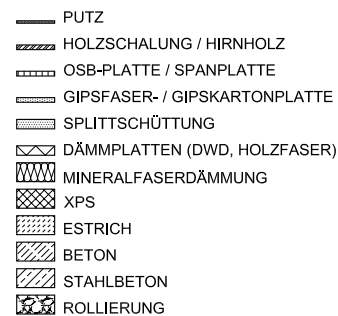 PUTZ
HOLZSCHALUNG / HIRNHOLZ
OSB-PLATTE / SPANPLATTE
GIPSFASER- / GIPSKARTONPLATTE
SPLITTSCHÜTTUNG
DÄMMPLATTEN (DWD, HOLZFASER)
MINERALFASERDÄMMUNG
XPS
ESTRICH
BETON
STAHLBETON
ROLLIERUNG